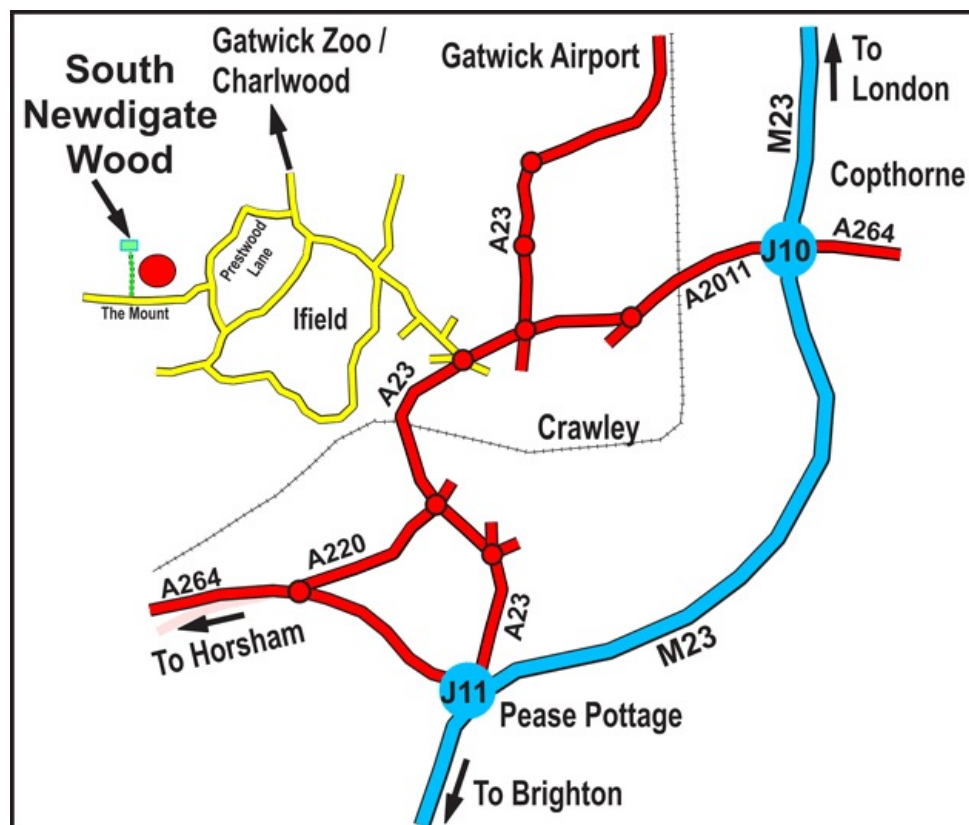 South
Newdigate
Wood
Gatwick Zoo /
Charlwood
Gatwick Airport
To
London
M23
Copthorne
A264
J10
A23
A2011
Prestwood
Lane
The Mount
Ifield
A23
Crawley
A220
A264
To Horsham
A23
M23
J11
Pease Pottage
To Brighton